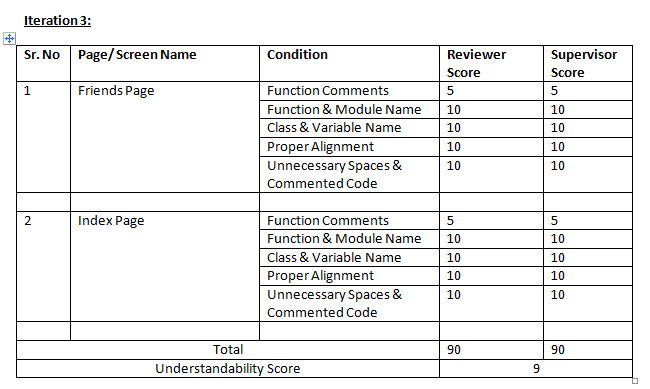 Iteration 3:
Sr. No Page/ Screen Name Condition Reviewer Score Supervisor Score
1 Friends Page Function Comments 5 5
Function & Module Name 10 10
Class & Variable Name 10 10
Proper Alignment 10 10
Unnecessary Spaces & Commented Code 10 10
2 Index Page Function Comments 5 5
Function & Module Name 10 10
Class & Variable Name 10 10
Proper Alignment 10 10
Unnecessary Spaces & Commented Code 10 10
Total 90 90
Understandability Score 9